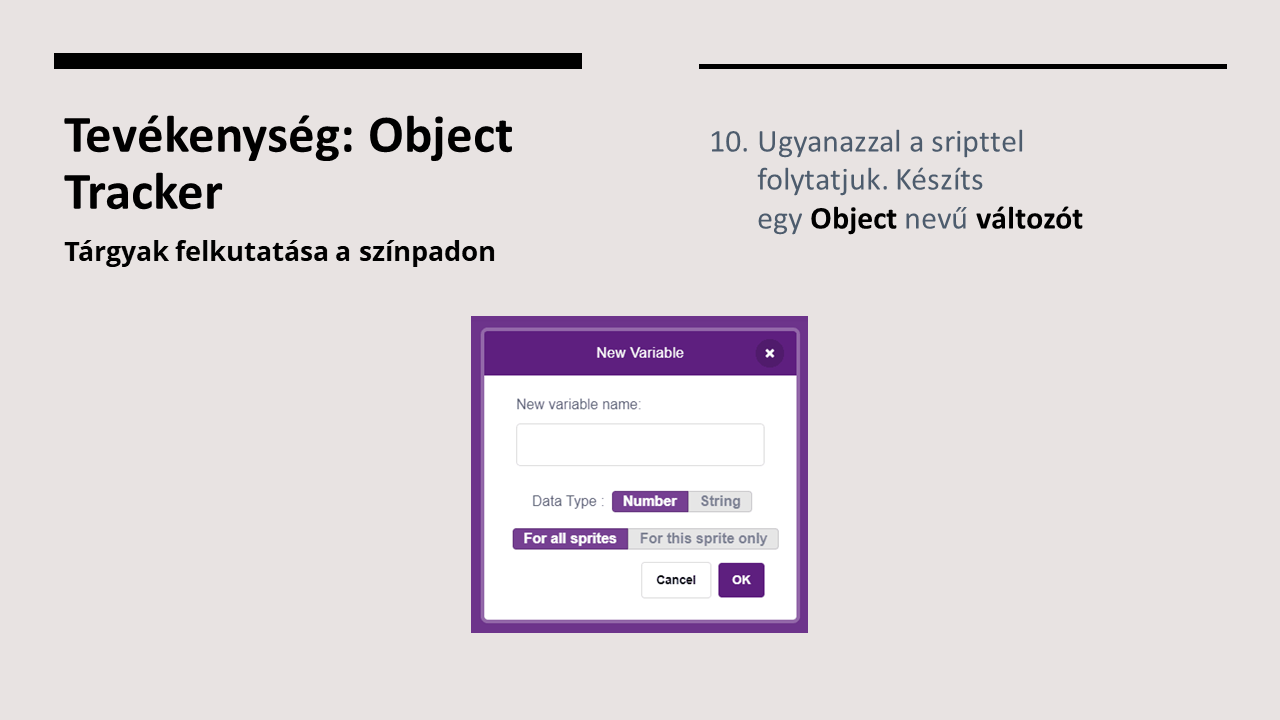 Tevékenység: Object
Tracker
Tárgyak felkutatása a színpadon
10. Ugyanazzal a sripttel
folytatjuk. Készíts
egy Object nevű változót
New Variable
New variable name:
Data Type : Number String
For all sprites For this sprite only
Cancel OK